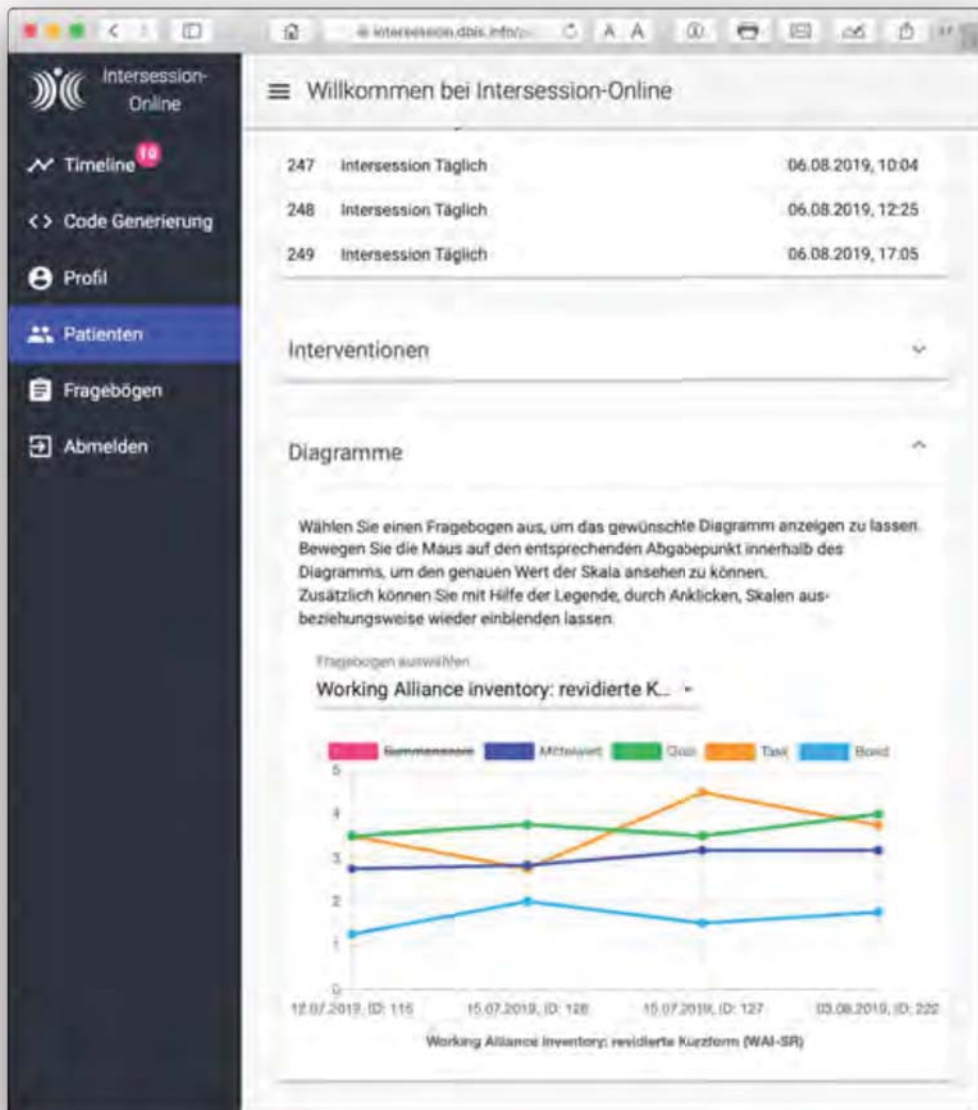 intersession.dbis.info/
A A
Intersession-
Online
Willkommen bei Intersession-Online
Timeline 10
Code Generierung
Profil
Patienten
Fragebögen
Abmelden
247 Intersession Täglich 06.08.2019, 10:04
248 Intersession Täglich 06.08.2019, 12:25
249 Intersession Täglich 06.08.2019, 17:05
Interventionen
Diagramme
Wählen Sie einen Fragebogen aus, um das gewünschte Diagramm anzeigen zu lassen.
Bewegen Sie die Maus auf den entsprechenden Abgabepunkt innerhalb des
Diagramms, um den genauen Wert der Skala ansehen zu können.
Zusätzlich können Sie mit Hilfe der Legende, durch Anklicken, Skalen aus-
beziehungsweise wieder einblenden lassen.
Fragebogen auswählen
Working Alliance inventory: revidierte K...
Summenscore Mittelwert Goal Task Bond
5
4
3
2
1
0
12.07.2019, ID: 115 15.07.2019, ID: 126 15.07.2019, ID: 127 03.08.2019, ID: 222
Working Alliance inventory: revidierte Kurzform (WAI-SR)